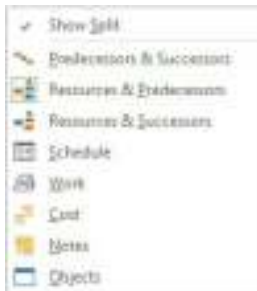 Show Split
Predecessors & Successors
Resources & Predecessors
Resources & Successors
Schedule
Work
Cost
Notes
Objects